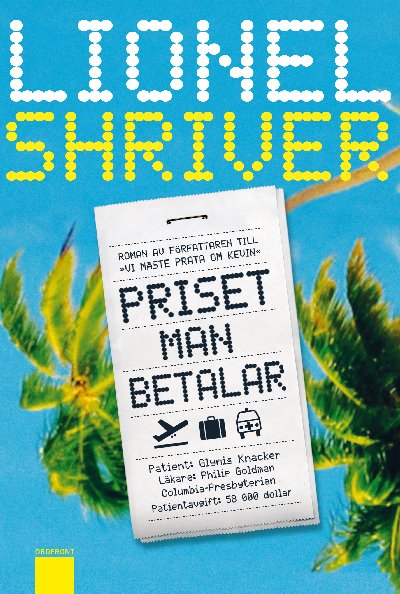 LIONEL
SHRIVER
ROMAN AV FÖRFATTAREN TILL
»VI MÅSTE PRATA OM KEVIN«
PRISET
MAN
BETALAR
Patient: Glynis Knacker
Läkare: Philip Goldman
Columbia-Presbyterian
Patientavgift: 58 000 dollar
ORDFRONT